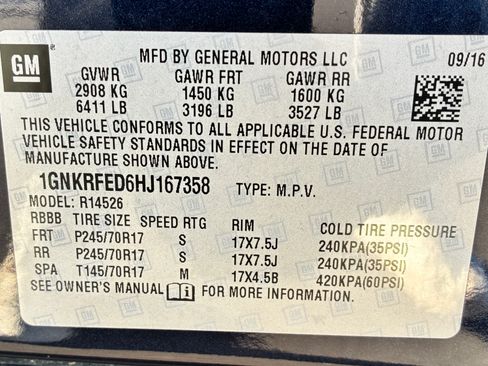 GM
MFD BY GENERAL MOTORS LLC 09/16
GVWR GAWR FRT GAWR RR
2908 KG 1450 KG 1600 KG
6411 LB 3196 LB 3527 LB
THIS VEHICLE CONFORMS TO ALL APPLICABLE U.S. FEDERAL MOTOR
VEHICLE SAFETY STANDARDS IN EFFECT ON THE DATE OF
MANUFACTURE SHOWN ABOVE.
1GNKRFED6HJ167358 TYPE: M.P.V.
MODEL: R14526
RBBB TIRE SIZE SPEED RTG RIM COLD TIRE PRESSURE
FRT P245/70R17 S 17X7.5J 240KPA(35PSI)
RR P245/70R17 S 17X7.5J 240KPA(35PSI)
SPA T145/70R17 M 17X4.5B 420KPA(60PSI)
SEE OWNER'S MANUAL FOR MORE INFORMATION.